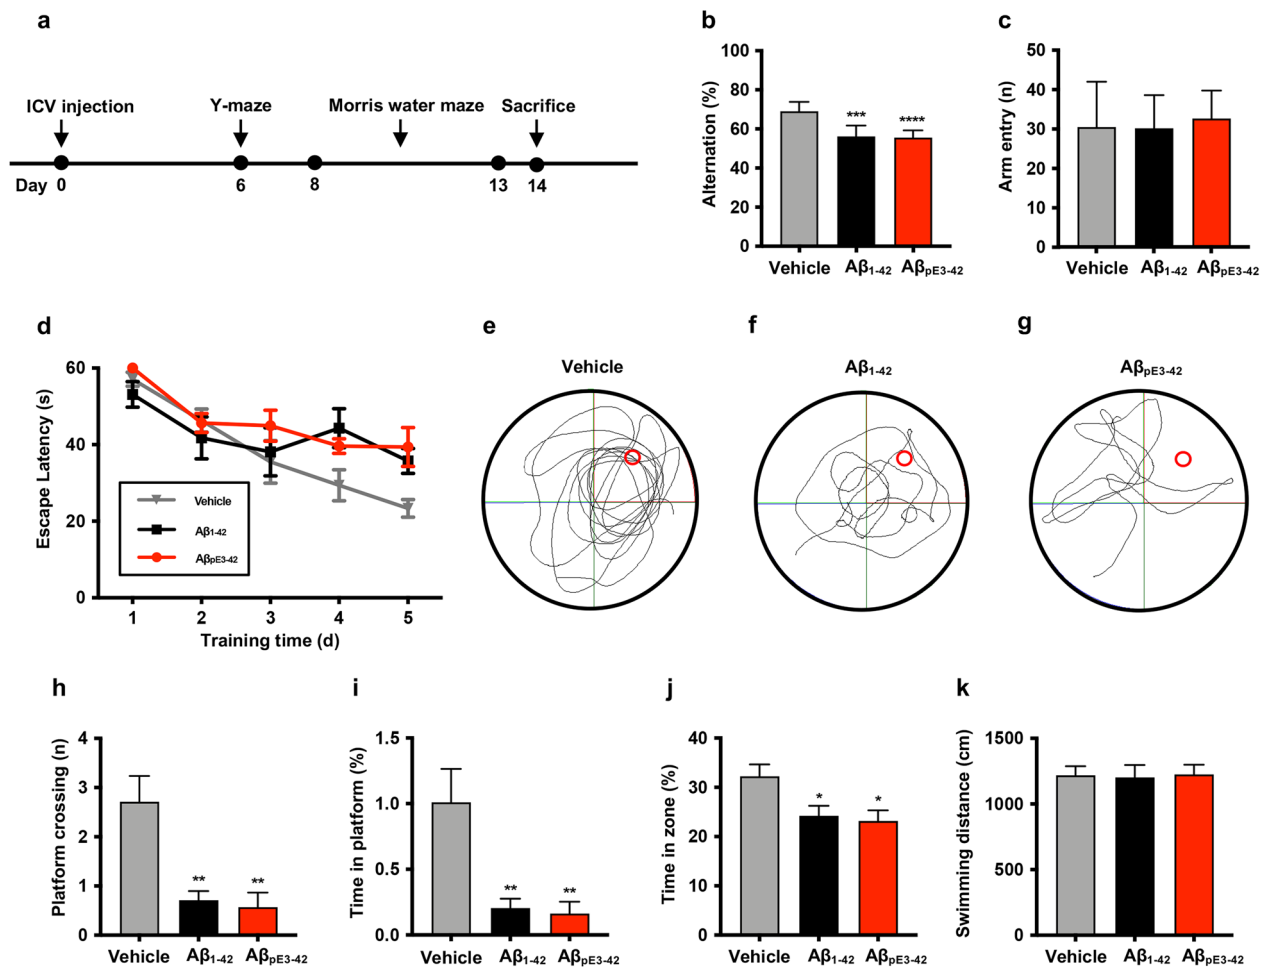 a
ICV injection
Y-maze
Morris water maze
Sacrifice
Day 0
6
8
13
14
b
Alternation (%)
100
80
60
40
20
0
***
****
Vehicle
Aβ1-42
AβpE3-42
c
Arm entry (n)
50
40
30
20
10
0
Vehicle
Aβ1-42
AβpE3-42
d
Escape Latency (s)
60
40
20
0
Vehicle
Aβ1-42
AβpE3-42
1 2 3 4 5
Training time (d)
e
Vehicle
f
Aβ1-42
g
AβpE3-42
h
Platform crossing (n)
4
3
2
1
0
**
**
Vehicle
Aβ1-42
AβpE3-42
i
Time in platform (%)
1.5
1.0
0.5
0.0
**
**
Vehicle
Aβ1-42
AβpE3-42
j
Time in zone (%)
40
30
20
10
0
*
*
Vehicle
Aβ1-42
AβpE3-42
k
Swimming distance (cm)
1500
1000
500
0
Vehicle
Aβ1-42
AβpE3-42